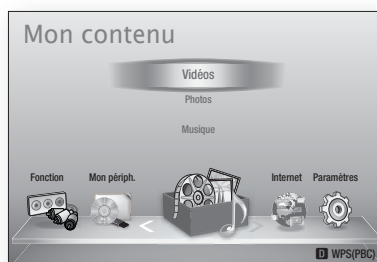 Mon contenu
Vidéos
Photos
Musique
Fonction Mon périph. Internet Paramètres
D WPS(PBC)